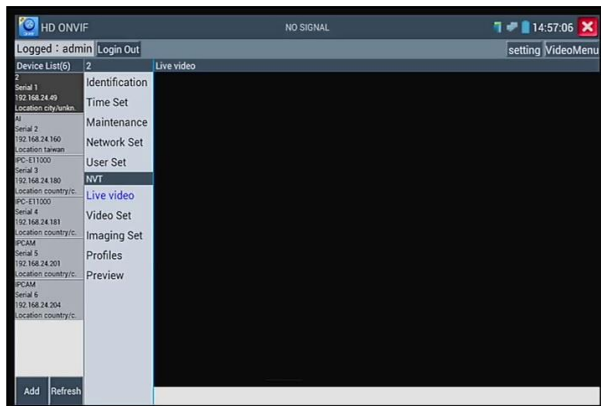 HD ONVIF
NO SIGNAL
14:57:06
Logged : admin
Login Out
setting
VideoMenu
Device List(6)
2
Live video
2
Serial 1
192.168.24.49
Location city/unkn.
AI
Serial 2
192.168.24.160
Location taiwan
IPC-E11000
Serial 3
192.168.24.180
Location country/c.
IPC-E11000
Serial 4
192.168.24.181
Location country/c.
IPCAM
Serial 5
192.168.24.201
Location country/c.
IPCAM
Serial 6
192.168.24.204
Location country/c.
Identification
Time Set
Maintenance
Network Set
User Set
NVT
Live video
Video Set
Imaging Set
Profiles
Preview
Add
Refresh